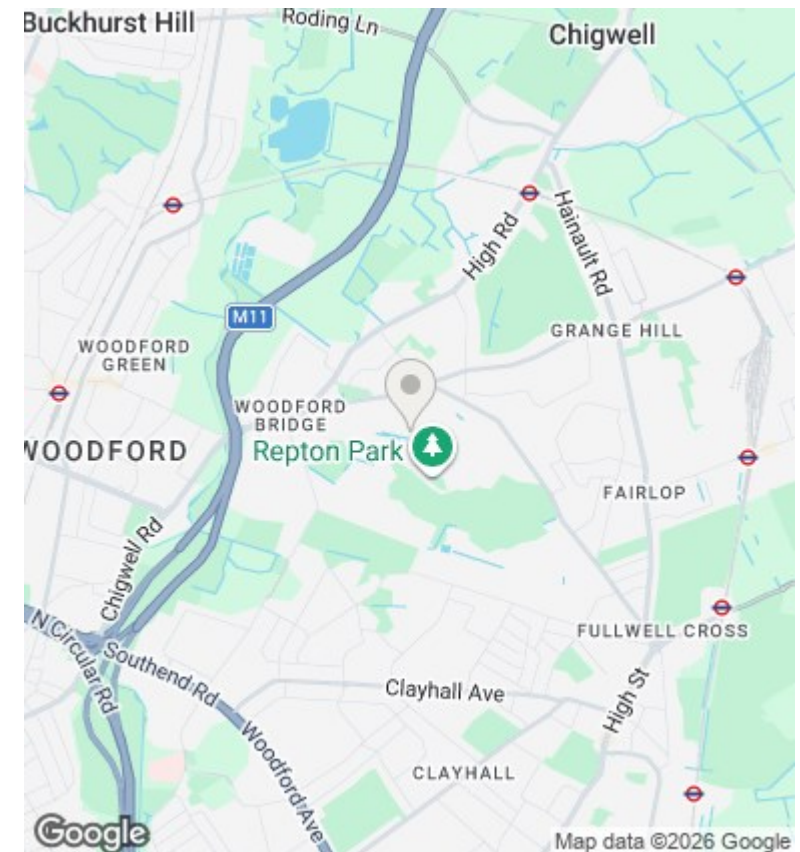 Buckhurst Hill
Roding Ln
Chigwell
High Rd
Hainault Rd
M11
GRANGE HILL
WOODFORD
GREEN
WOODFORD
BRIDGE
WOODFORD
Repton Park
FAIRLOP
Chigwell Rd
FULLWELL CROSS
N Circular Rd
Southend Rd
Clayhall Ave
High St
Woodford Ave
CLAYHALL
Google
Map data ©2026 Google